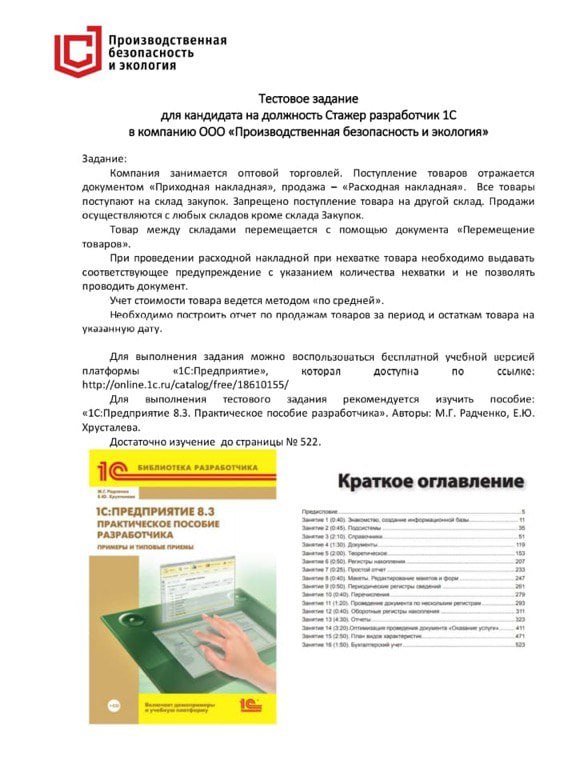 Производственная
безопасность
и экология
Тестовое задание
для кандидата на должность Стажер разработчик 1С
в компанию ООО «Производственная безопасность и экология»
Задание:
Компания занимается оптовой торговлей. Поступление товаров отражается
документом «Приходная накладная», продажа – «Расходная накладная». Все товары
поступают на склад закупок. Запрещено поступление товара на другой склад. Продажи
осуществляются с любых складов кроме склада Закупок.
Товар между складами перемещается с помощью документа «Перемещение
товаров».
При проведении расходной накладной при нехватке товара необходимо выдавать
соответствующее предупреждение с указанием количества нехватки и не позволять
проводить документ.
Учет стоимости товара ведется методом «по средней».
Необходимо построить отчет по продажам товаров за период и остаткам товара на
указанную дату.
Для выполнения задания можно воспользоваться бесплатной учебной версией
платформы «1С:Предприятие», которая доступна по ссылке:
http://online.1c.ru/catalog/free/18610155/
Для выполнения тестового задания рекомендуется изучить пособие:
«1С:Предприятие 8.3. Практическое пособие разработчика». Авторы: М.Г. Радченко, Е.Ю.
Хрусталева.
Достаточно изучение до страницы № 522.
1С БИБЛИОТЕКА РАЗРАБОТЧИКА
М.Г. Радченко
Е.Ю. Хрусталева
1С:ПРЕДПРИЯТИЕ 8.3
ПРАКТИЧЕСКОЕ ПОСОБИЕ
РАЗРАБОТЧИКА
ПРИМЕРЫ И ТИПОВЫЕ ПРИЕМЫ
+CD
Включает демопримеры
и учебную платформу
1С
Краткое оглавление
Предисловие 5
Занятие 1 (0:40). Знакомство, создание информационной базы 11
Занятие 2 (0:45). Подсистемы 35
Занятие 3 (2:10). Справочники 51
Занятие 4 (1:30). Документы 119
Занятие 5 (2:00). Теоретическое 153
Занятие 6 (0:50). Регистры накопления 207
Занятие 7 (0:25). Простой отчет 233
Занятие 8 (0:40). Макеты. Редактирование макетов и форм 247
Занятие 9 (0:50). Периодические регистры сведений 261
Занятие 10 (0:40). Перечисления 279
Занятие 11 (1:20). Проведение документа по нескольким регистрам 293
Занятие 12 (0:40). Оборотные регистры накопления 311
Занятие 13 (4:30). Отчеты 323
Занятие 14 (3:20).Оптимизация проведения документа «Оказание услуги» 411
Занятие 15 (2:50). План видов характеристик 471
Занятие 16 (1:50). Бухгалтерский учет 523